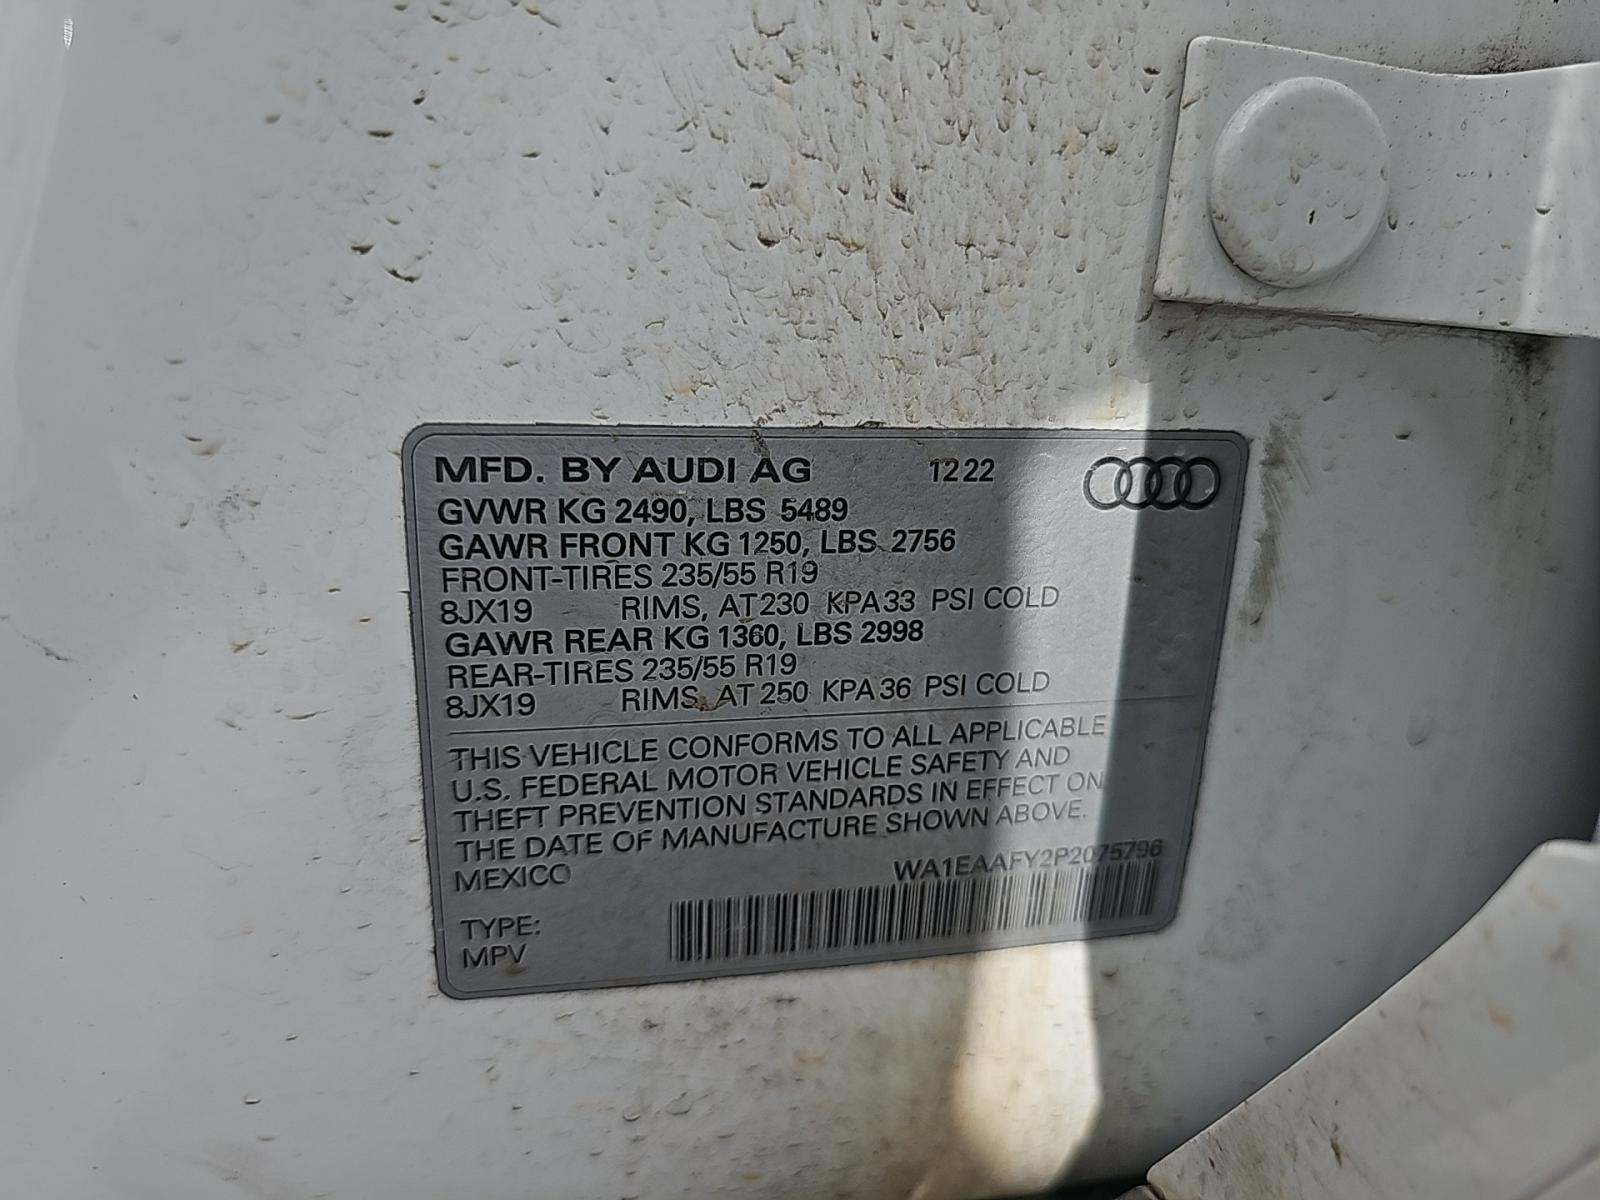 MFD. BY AUDI AG 12 22
GVWR KG 2490, LBS 5489
GAWR FRONT KG 1250, LBS 2756
FRONT-TIRES 235/55 R19
8JX19 RIMS, AT 230 KPA 33 PSI COLD
GAWR REAR KG 1360, LBS 2998
REAR-TIRES 235/55 R19
8JX19 RIMS, AT 250 KPA 36 PSI COLD
THIS VEHICLE CONFORMS TO ALL APPLICABLE
U.S. FEDERAL MOTOR VEHICLE SAFETY AND
THEFT PREVENTION STANDARDS IN EFFECT ON
THE DATE OF MANUFACTURE SHOWN ABOVE.
MEXICO WA1EAAFY2P2075796
TYPE:
MPV